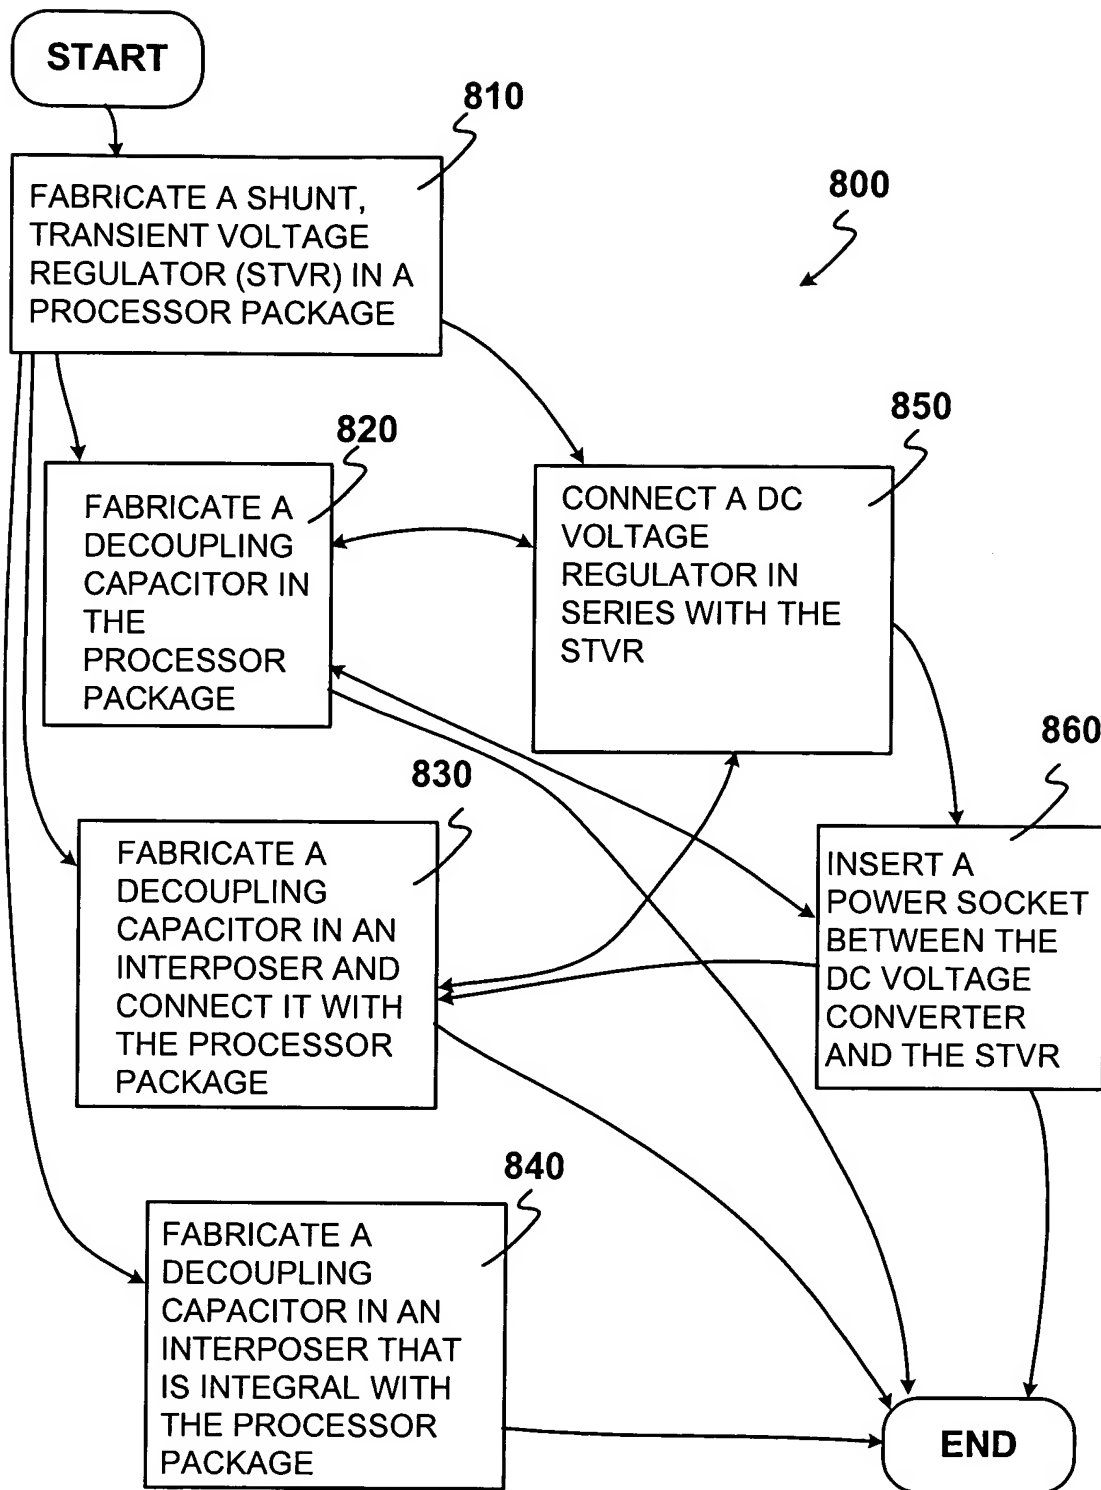 START
810
FABRICATE A SHUNT,
TRANSIENT VOLTAGE
REGULATOR (STVR) IN A
PROCESSOR PACKAGE
800
820
FABRICATE A
DECOUPLING
CAPACITOR IN
THE
PROCESSOR
PACKAGE
850
CONNECT A DC
VOLTAGE
REGULATOR IN
SERIES WITH THE
STVR
830
FABRICATE A
DECOUPLING
CAPACITOR IN AN
INTERPOSER AND
CONNECT IT WITH
THE PROCESSOR
PACKAGE
860
INSERT A
POWER SOCKET
BETWEEN THE
DC VOLTAGE
CONVERTER
AND THE STVR
840
FABRICATE A
DECOUPLING
CAPACITOR IN AN
INTERPOSER THAT
IS INTEGRAL WITH
THE PROCESSOR
PACKAGE
END